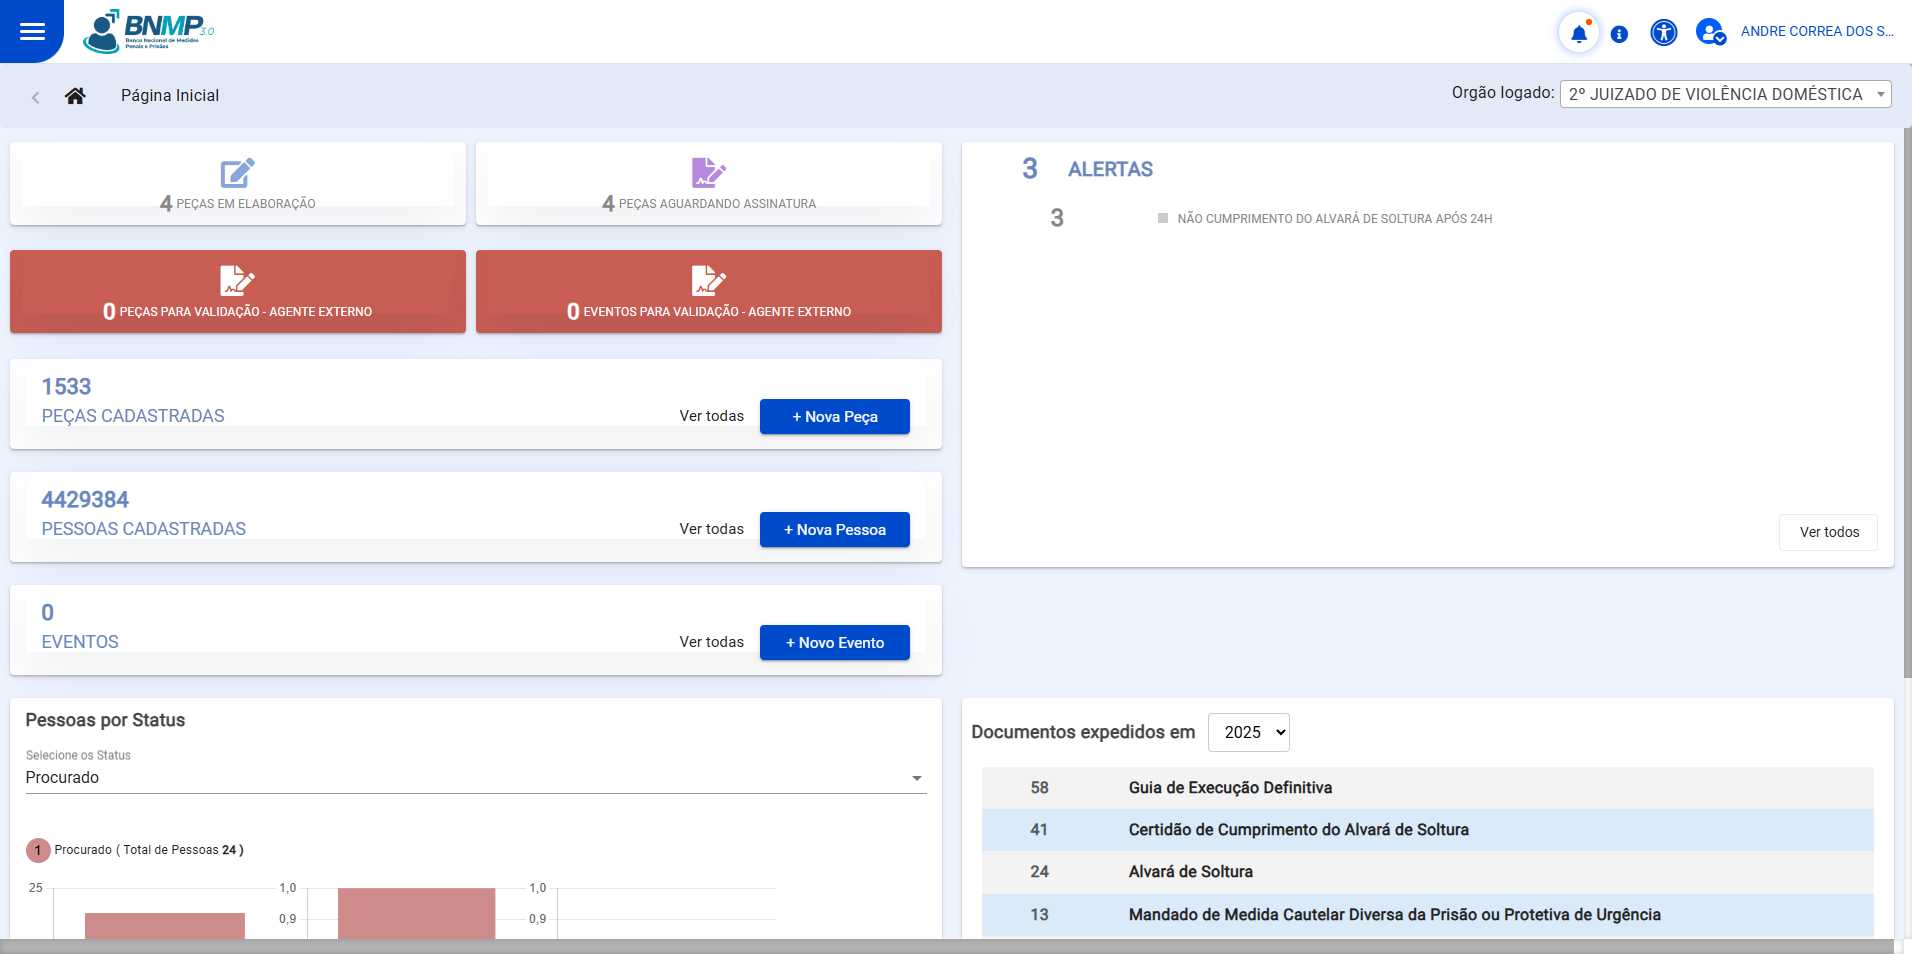 BNMP 3.0
Banco Nacional de Medidas
Penais e Prisões
ANDRE CORREA DOS S...
Página Inicial
Orgão logado: 2º JUIZADO DE VIOLÊNCIA DOMÉSTICA
4 PEÇAS EM ELABORAÇÃO
4 PEÇAS AGUARDANDO ASSINATURA
0 PEÇAS PARA VALIDAÇÃO - AGENTE EXTERNO
0 EVENTOS PARA VALIDAÇÃO - AGENTE EXTERNO
1533
PEÇAS CADASTRADAS
Ver todas
+ Nova Peça
4429384
PESSOAS CADASTRADAS
Ver todas
+ Nova Pessoa
0
EVENTOS
Ver todas
+ Novo Evento
3 ALERTAS
3 NÃO CUMPRIMENTO DO ALVARÁ DE SOLTURA APÓS 24H
Ver todos
Pessoas por Status
Selecione os Status
Procurado
1 Procurado ( Total de Pessoas 24 )
25
1,0
0,9
1,0
0,9
Documentos expedidos em 2025
58 Guia de Execução Definitiva
41 Certidão de Cumprimento do Alvará de Soltura
24 Alvará de Soltura
13 Mandado de Medida Cautelar Diversa da Prisão ou Protetiva de Urgência